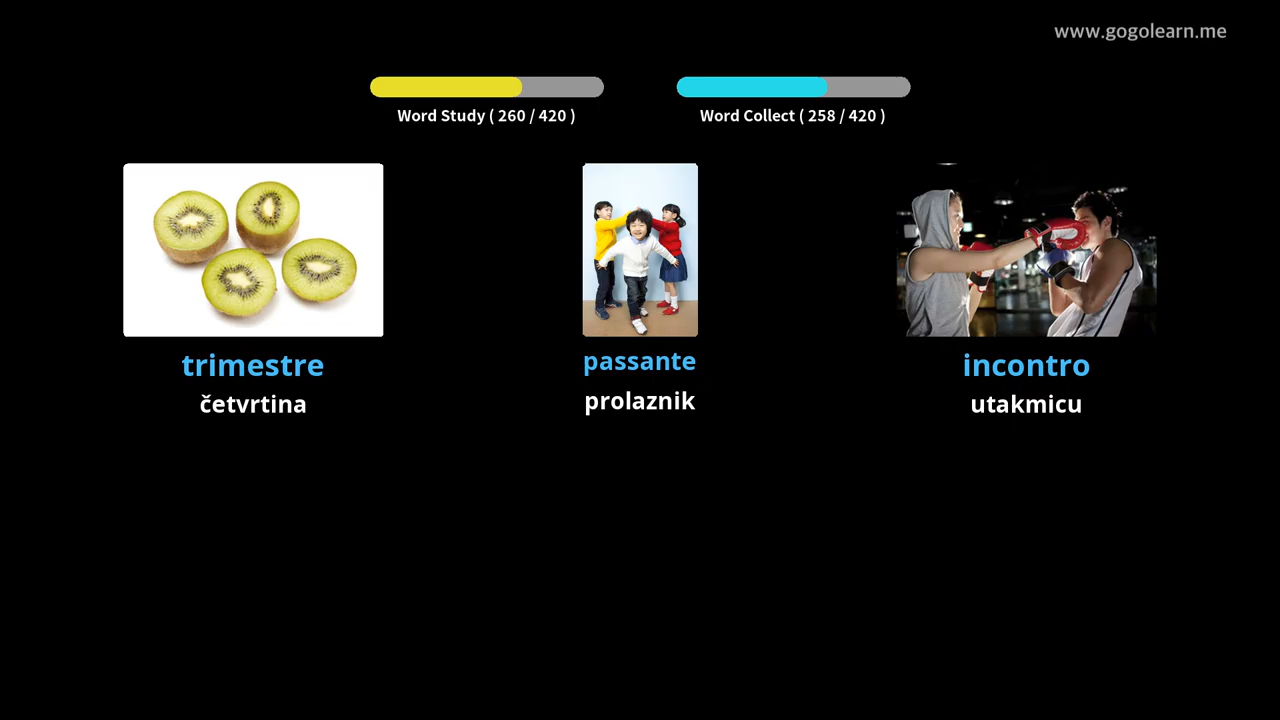 www.gogolearn.me
Word Study ( 260 / 420 )
Word Collect ( 258 / 420 )
trimestre
četvrtina
passante
prolaznik
incontro
utakmicu